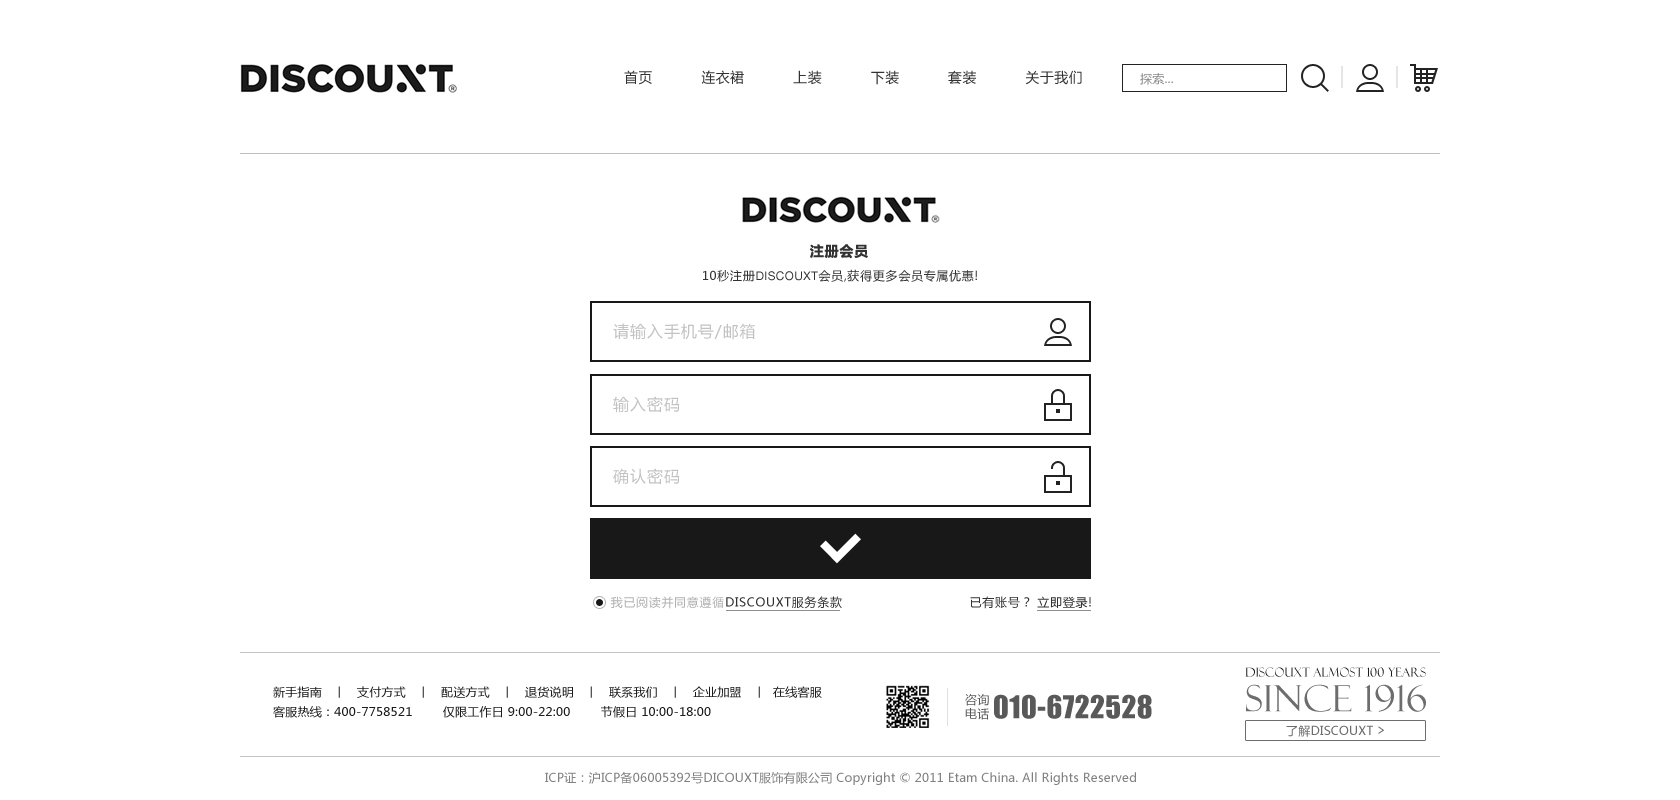 DISCOUXT®
首页 连衣裙 上装 下装 套装 关于我们 探索...
DISCOUXT®
注册会员
10秒注册DISCOUXT会员,获得更多会员专属优惠!
请输入手机号/邮箱
输入密码
确认密码
我已阅读并同意遵循DISCOUXT服务条款 已有账号？ 立即登录!
新手指南 | 支付方式 | 配送方式 | 退货说明 | 联系我们 | 企业加盟 | 在线客服
客服热线：400-7758521 仅限工作日 9:00-22:00 节假日 10:00-18:00
咨询电话 010-6722528
DISCOUXT ALMOST 100 YEARS
SINCE 1916
了解DISCOUXT >
ICP证：沪ICP备06005392号DICOUXT服饰有限公司 Copyright © 2011 Etam China. All Rights Reserved